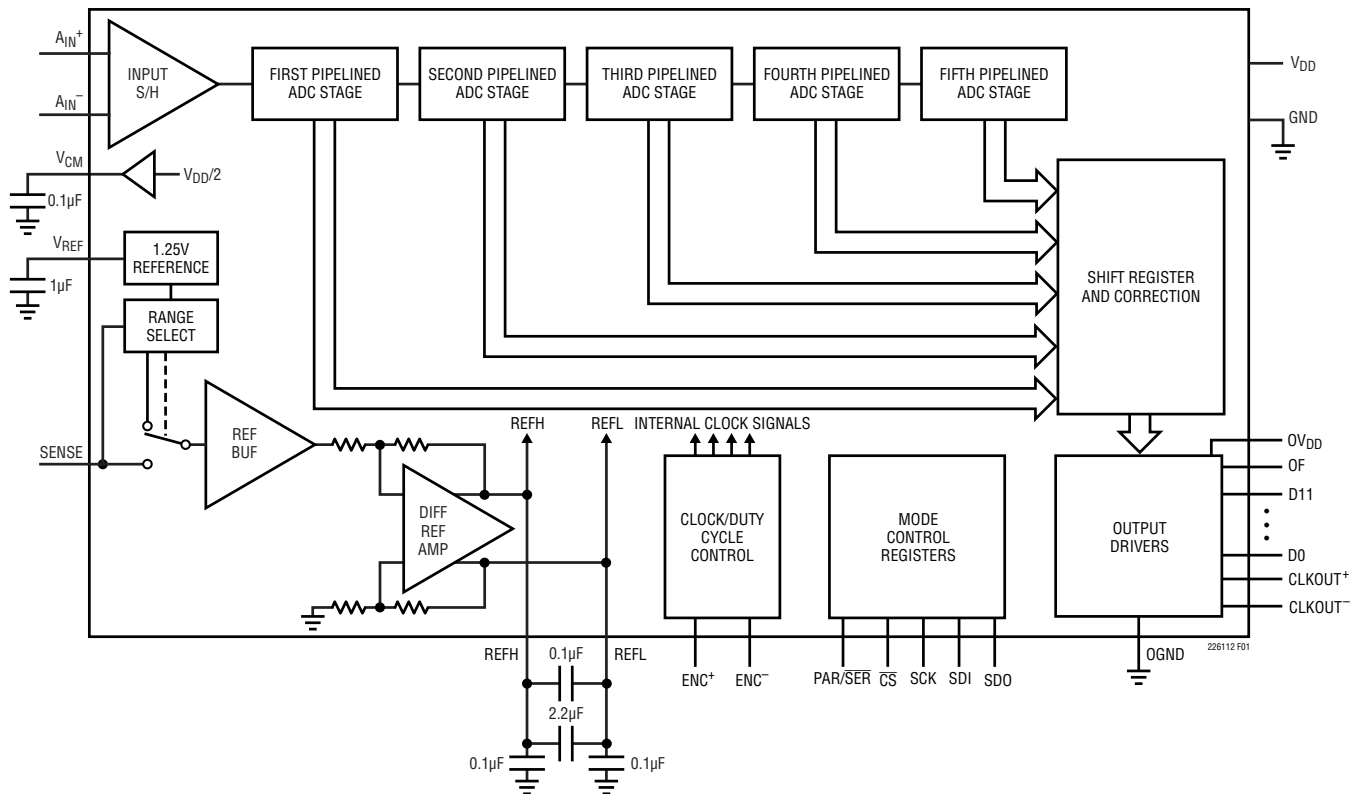 AIN+
AIN−
INPUT
S/H
FIRST PIPELINED
ADC STAGE
SECOND PIPELINED
ADC STAGE
THIRD PIPELINED
ADC STAGE
FOURTH PIPELINED
ADC STAGE
FIFTH PIPELINED
ADC STAGE
VDD
GND
VCM
VDD/2
0.1µF
VREF
1.25V
REFERENCE
1µF
RANGE
SELECT
SHIFT REGISTER
AND CORRECTION
SENSE
REF
BUF
REFH
REFL
INTERNAL CLOCK SIGNALS
DIFF
REF
AMP
CLOCK/DUTY
CYCLE
CONTROL
MODE
CONTROL
REGISTERS
OUTPUT
DRIVERS
OVDD
OF
D11
•
•
•
D0
CLKOUT+
CLKOUT−
226112 F01
REFH
0.1µF
REFL
2.2µF
0.1µF
0.1µF
ENC+
ENC−
PAR/S̅E̅R̅
C̅S̅
SCK
SDI
SDO
OGND